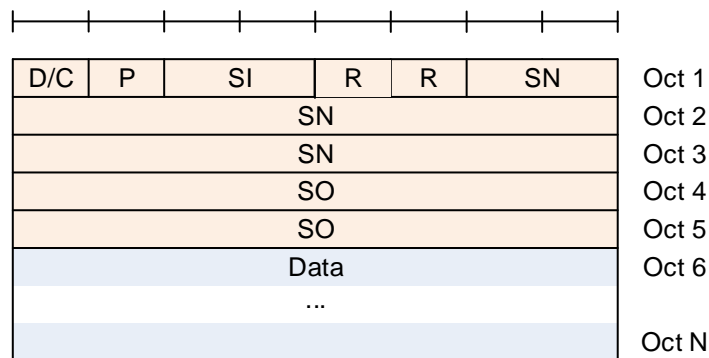 D/C P SI R R SN Oct 1
SN Oct 2
SN Oct 3
SO Oct 4
SO Oct 5
Data Oct 6
...
Oct N